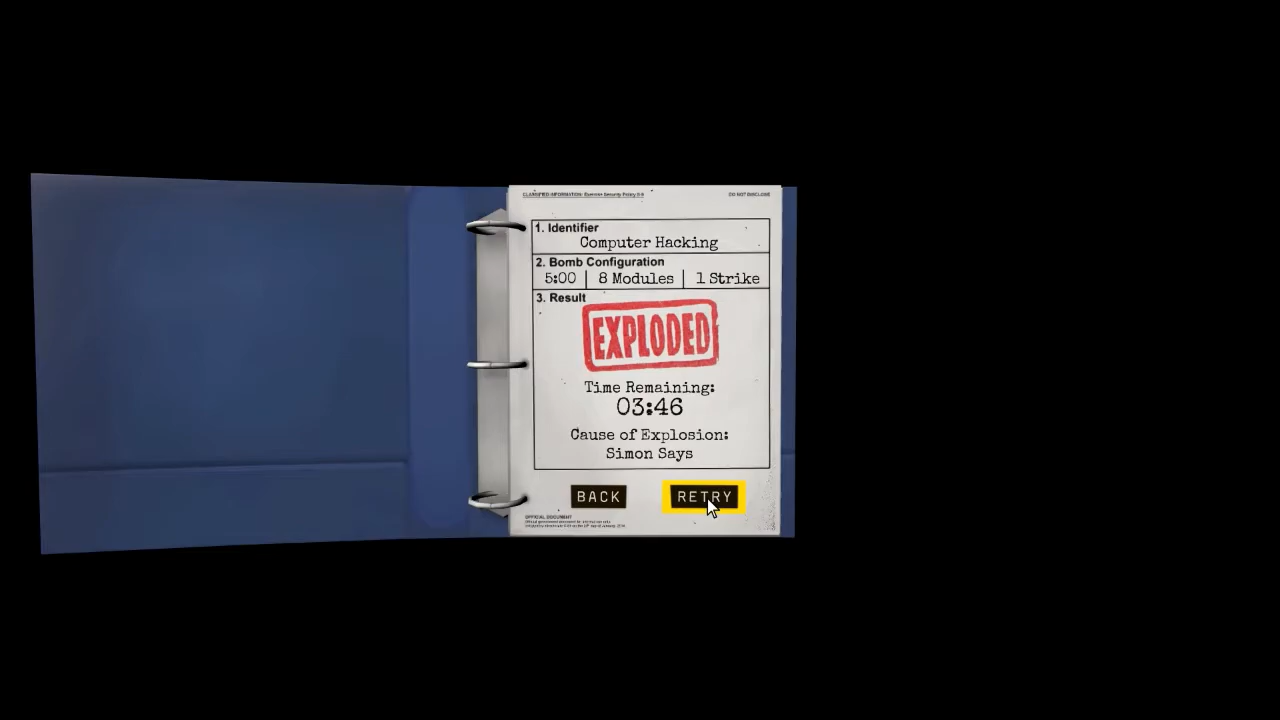 CLASSIFIED INFORMATION: DO NOT DISCLOSE
1. Identifier
Computer Hacking
2. Bomb Configuration
5:00 8 Modules 1 Strike
3. Result
EXPLODED
Time Remaining:
03:46
Cause of Explosion:
Simon Says
BACK RETRY
OFFICIAL DOCUMENT